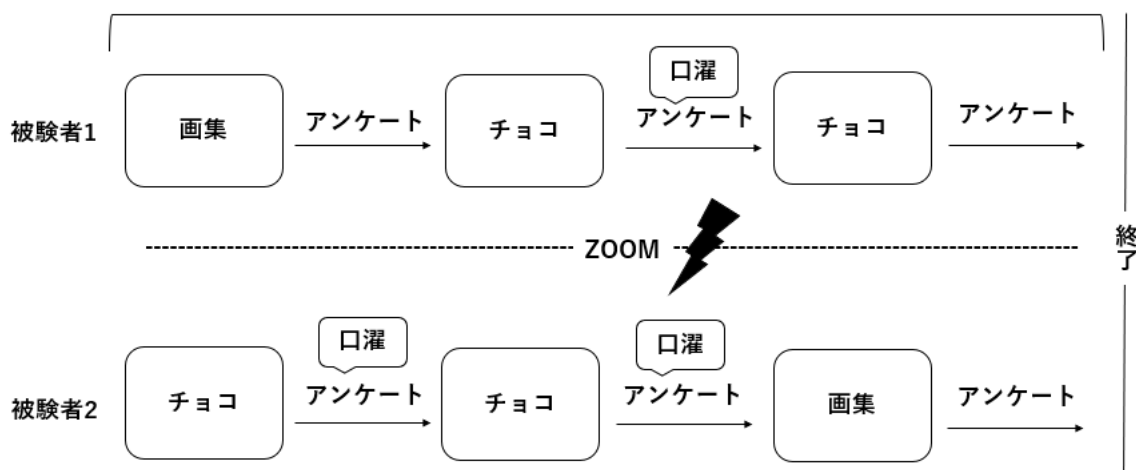 口濯
被験者1
画集
アンケート
チョコ
アンケート
チョコ
アンケート
ZOOM
終了
口濯
口濯
被験者2
チョコ
アンケート
チョコ
アンケート
画集
アンケート